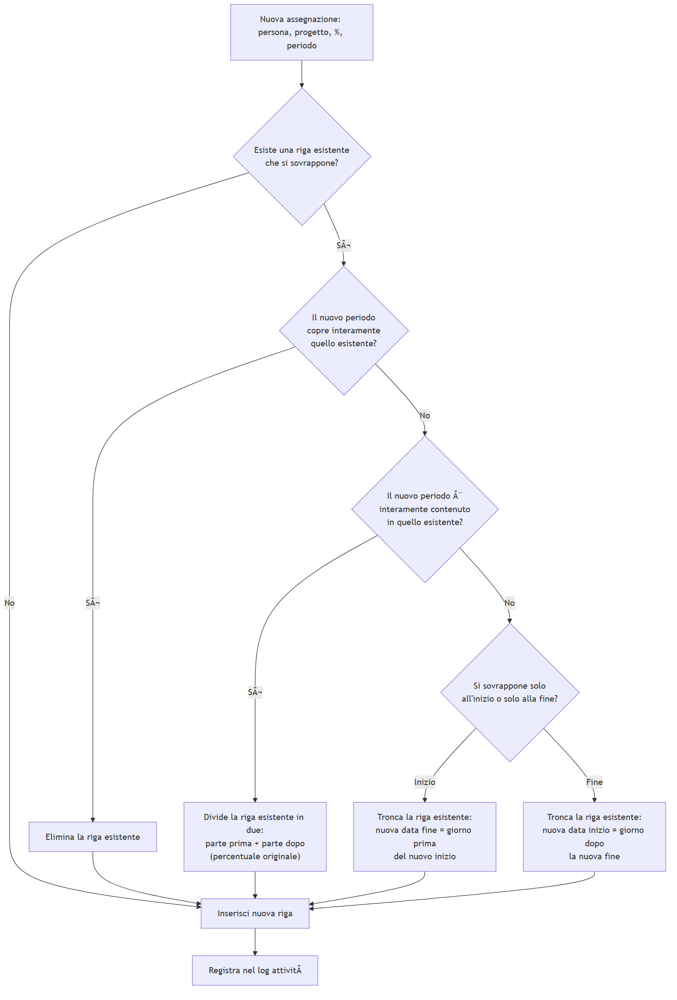 Nuova assegnazione:
persona, progetto, %,
periodo
Esiste una riga esistente
che si sovrappone?
SÃ¬
Il nuovo periodo
copre interamente
quello esistente?
No
Il nuovo periodo Ã¨
interamente contenuto
in quello esistente?
No
SÃ¬
No
SÃ¬
Si sovrappone solo
all'inizio o solo alla fine?
Inizio
Fine
Elimina la riga esistente
Divide la riga esistente in
due:
parte prima + parte dopo
(percentuale originale)
Tronca la riga esistente:
nuova data fine = giorno
prima
del nuovo inizio
Tronca la riga esistente:
nuova data inizio = giorno
dopo
la nuova fine
Inserisci nuova riga
Registra nel log attivitÃ